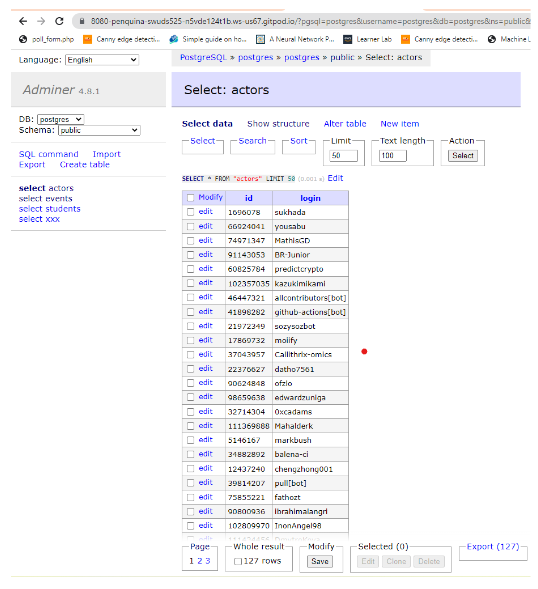 8080-penquina-swuds525-n5vde124t1b.ws-us67.gitpod.io/?pgsql=postgres&username=postgres&db=postgres&ns=public&
poll_form.php Canny edge detecti... Simple guide on ho... A Neural Network P... Learner Lab Canny edge detecti... Machine L
Language: English
PostgreSQL » postgres » postgres » public » Select: actors
Adminer 4.8.1
Select: actors
DB: postgres
Schema: public
SQL command Import
Export Create table
select actors
select events
select students
select xxx
Select data Show structure Alter table New item
Select Search Sort Limit Text length Action
50 100 Select
SELECT * FROM "actors" LIMIT 50 (0.001 s) Edit
Modify id login
edit 1696078 sukhada
edit 66924041 yousabu
edit 74971347 MathisGD
edit 91143053 BR-Junior
edit 60825784 predictcrypto
edit 102357035 kazukimikami
edit 46447321 allcontributors[bot]
edit 41898282 github-actions[bot]
edit 21972349 sozysozbot
edit 17869732 molify
edit 37043957 Callithrix-omics
edit 22376627 datho7561
edit 90624848 ofzlo
edit 98659638 edwardzuniga
edit 32714304 0xcadams
edit 111369888 Mahalderk
edit 5146167 markbush
edit 34882892 balena-ci
edit 12437240 chengzhong001
edit 39814207 pull[bot]
edit 75855221 fathozt
edit 90800936 ibrahimalangri
edit 102809970 InonAngel98
Page Whole result Modify Selected (0) Export (127)
1 2 3 127 rows Save Edit Clone Delete